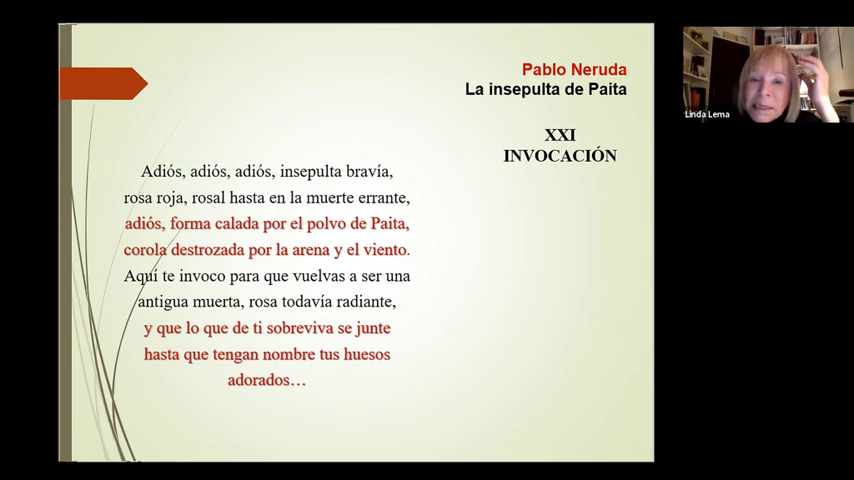 Pablo Neruda
La insepulta de Paita
XXI
INVOCACIÓN
Adiós, adiós, adiós, insepulta bravía,
rosa roja, rosal hasta en la muerte errante,
adiós, forma calada por el polvo de Paita,
corola destrozada por la arena y el viento.
Aquí te invoco para que vuelvas a ser una
antigua muerta, rosa todavía radiante,
y que lo que de ti sobreviva se junte
hasta que tengan nombre tus huesos
adorados…
Linda Lema